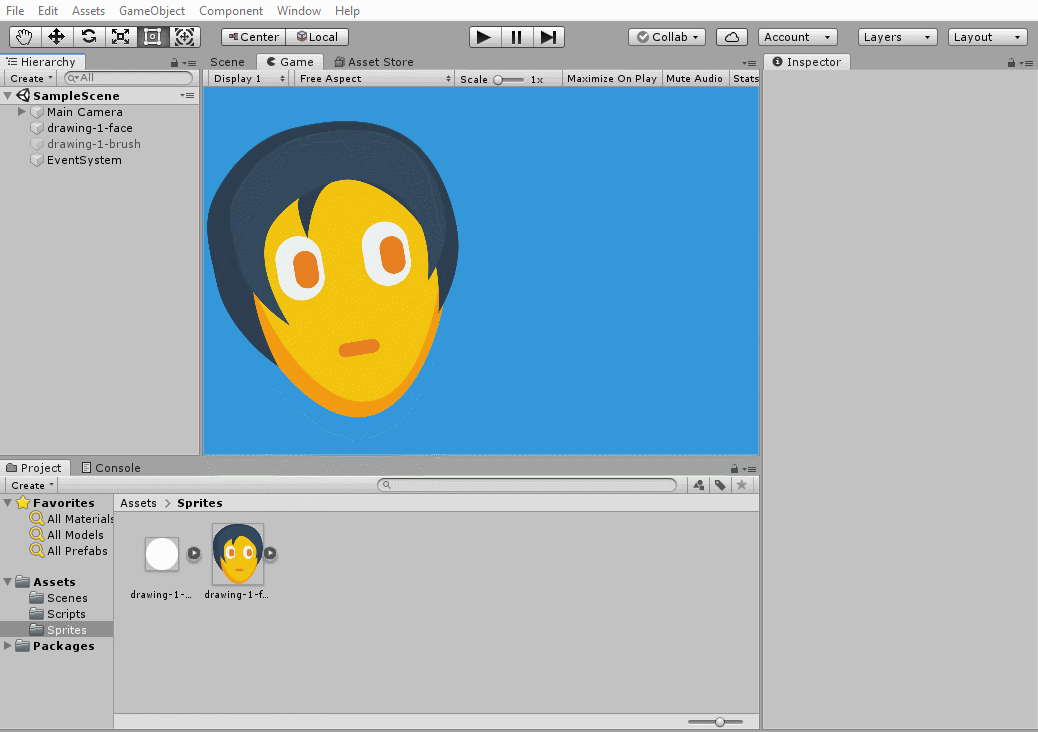 File Edit Assets GameObject Component Window Help
Center Local Collab Account Layers Layout
Hierarchy
Create All
SampleScene
Main Camera
drawing-1-face
drawing-1-brush
EventSystem
Scene Game Asset Store
Display 1 Free Aspect Scale 1x Maximize On Play Mute Audio Stats
Inspector
Project Console
Create
Favorites
All Materials
All Models
All Prefabs
Assets
Scenes
Scripts
Sprites
Packages
Assets > Sprites
drawing-1-... drawing-1-f...